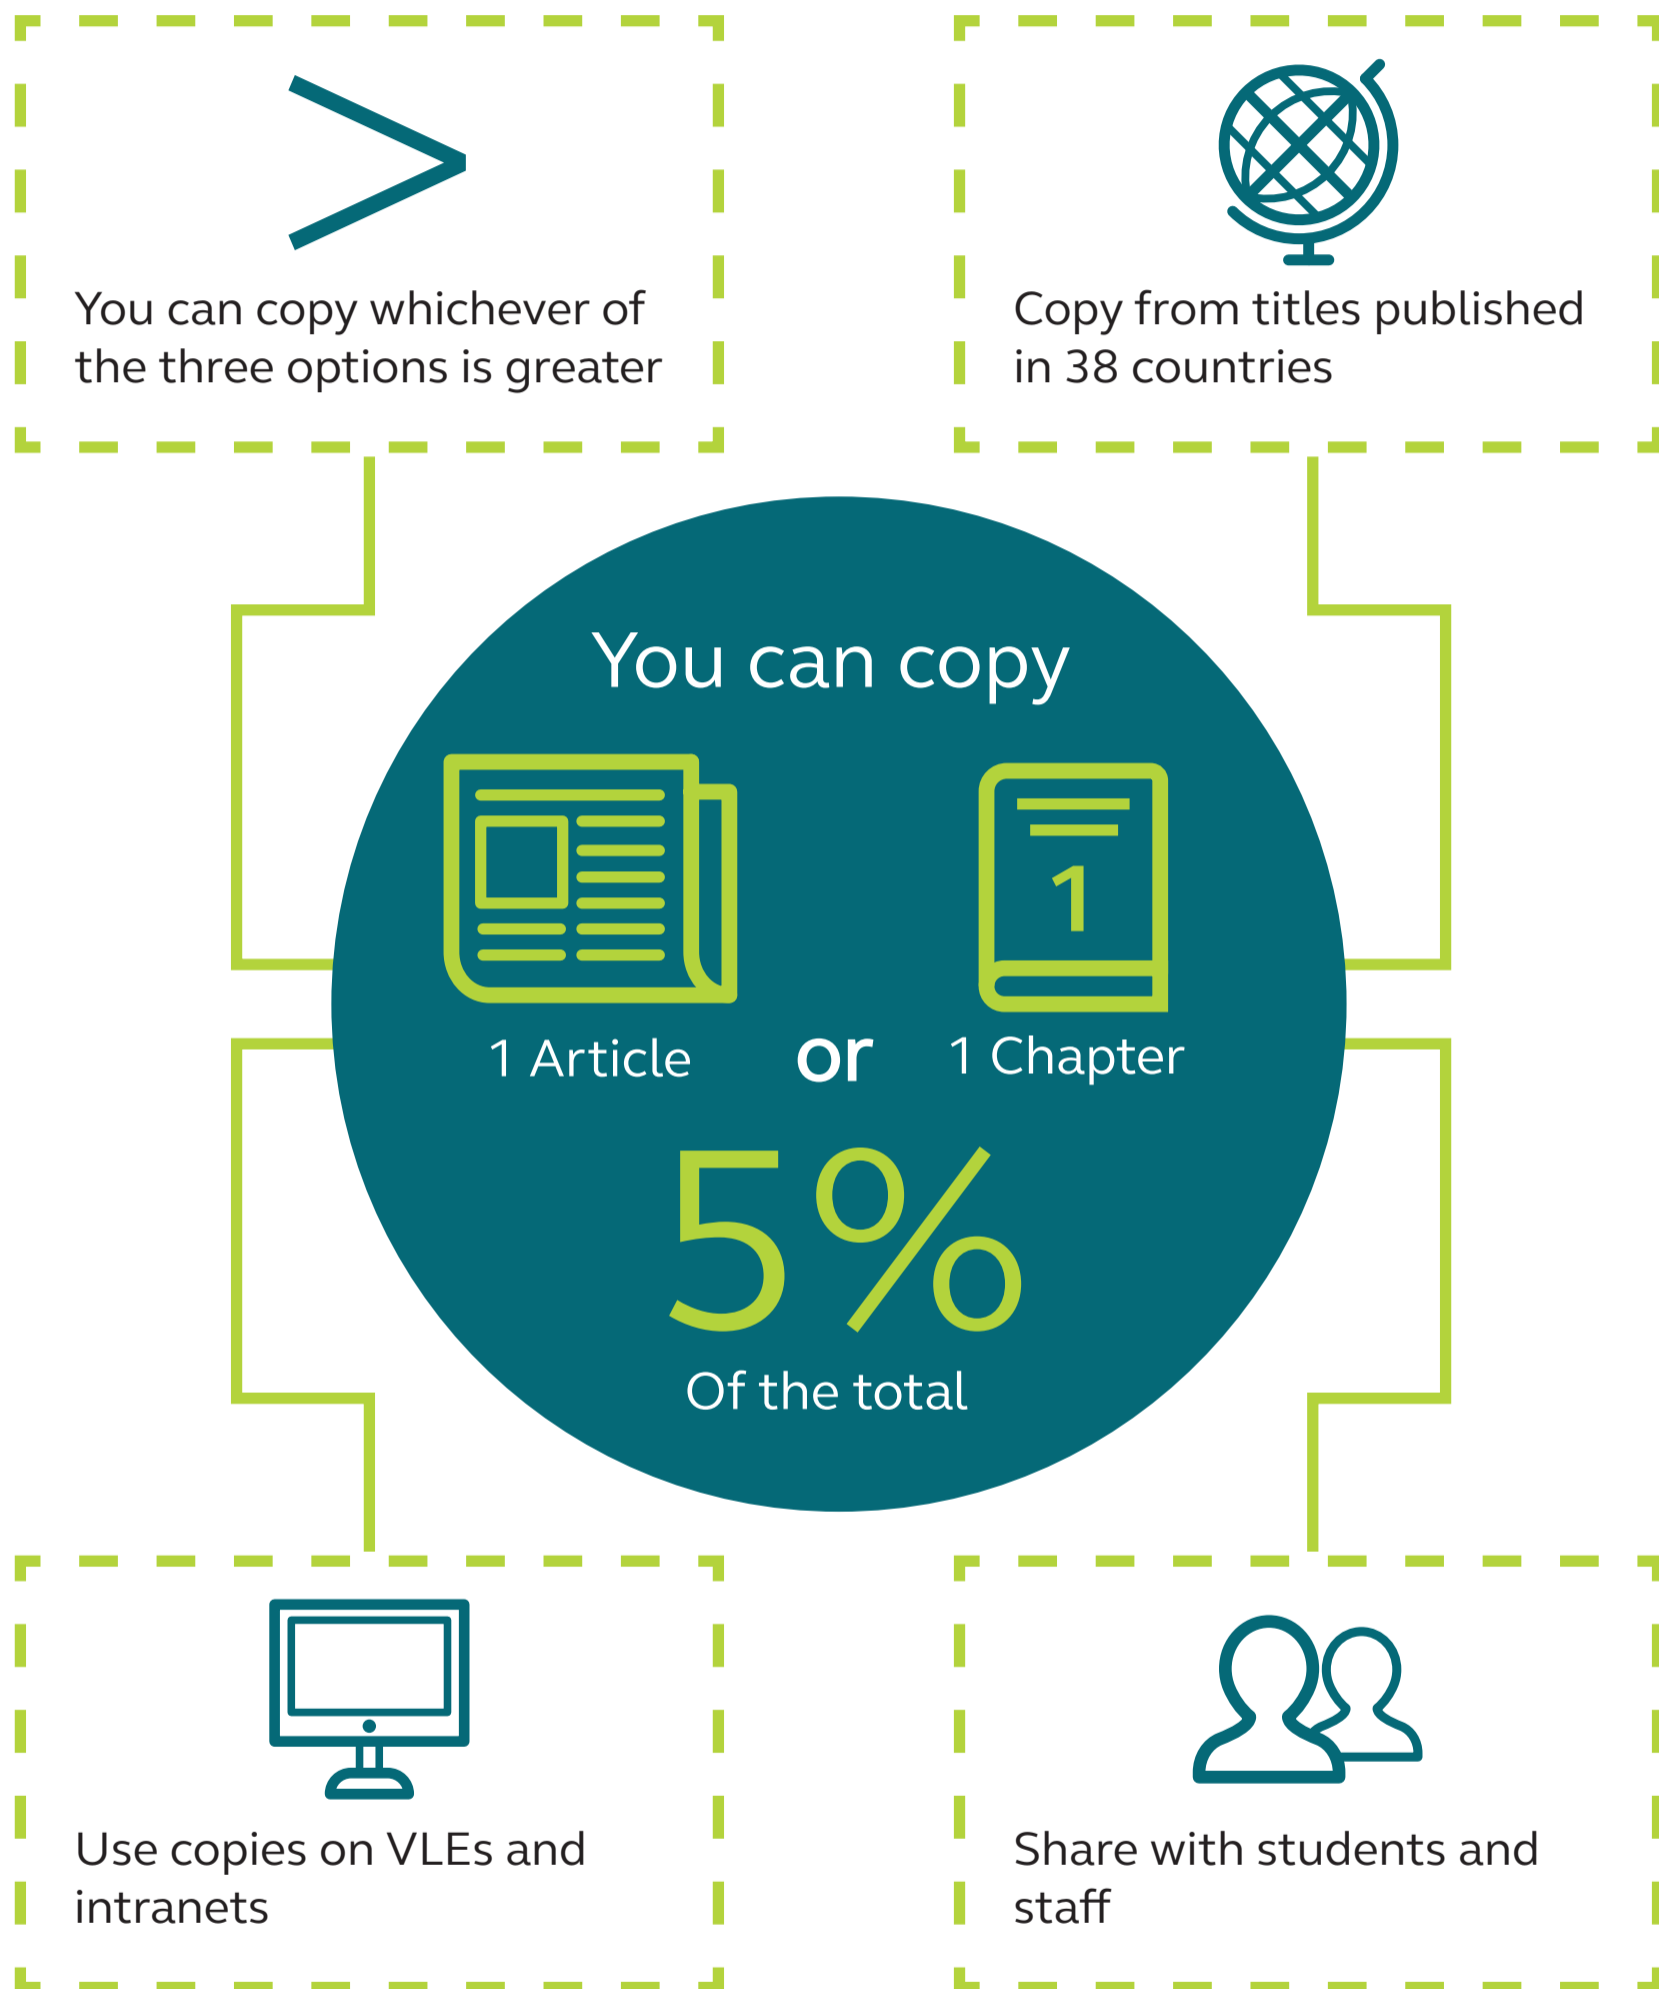 You can copy whichever of
the three options is greater
Copy from titles published
in 38 countries
You can copy
1
1 Article or 1 Chapter
5%
Of the total
Use copies on VLEs and
intranets
Share with students and
staff